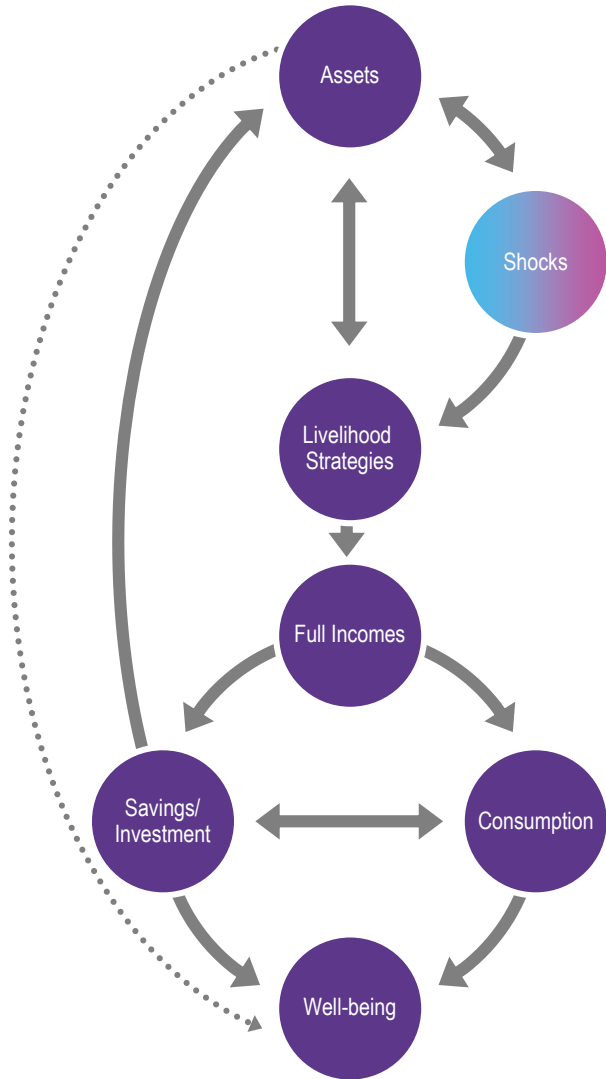 Assets
Shocks
Livelihood
Strategies
Full Incomes
Savings/
Investment
Consumption
Well-being